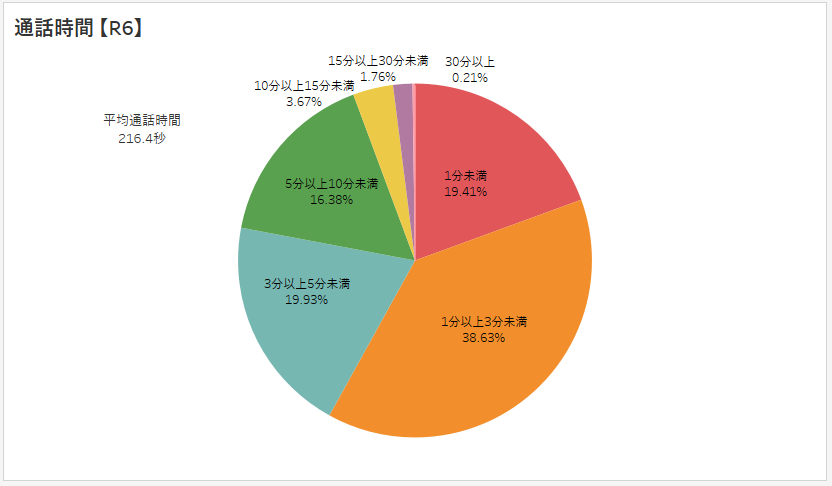 通話時間【R6】
15分以上30分未満
1.76%
30分以上
0.21%
10分以上15分未満
3.67%
平均通話時間
216.4秒
1分未満
19.41%
5分以上10分未満
16.38%
3分以上5分未満
19.93%
1分以上3分未満
38.63%